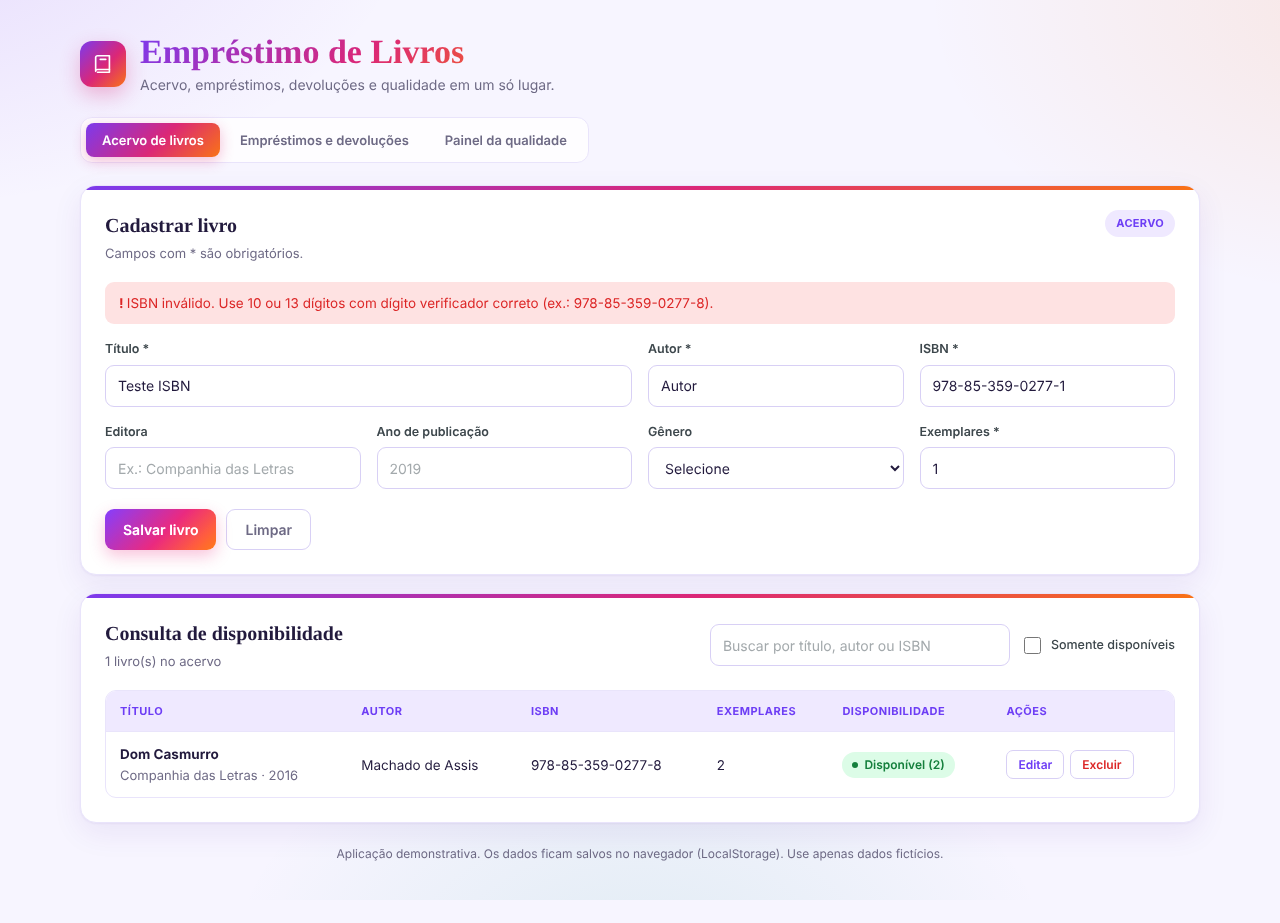 Empréstimo de Livros
Acervo, empréstimos, devoluções e qualidade em um só lugar.
Acervo de livros Empréstimos e devoluções Painel da qualidade
Cadastrar livro
ACERVO
Campos com * são obrigatórios.
! ISBN inválido. Use 10 ou 13 dígitos com dígito verificador correto (ex.: 978-85-359-0277-8).
Título * Autor * ISBN *
Teste ISBN Autor 978-85-359-0277-1
Editora Ano de publicação Gênero Exemplares *
Ex.: Companhia das Letras 2019 Selecione 1
Salvar livro Limpar
Consulta de disponibilidade
1 livro(s) no acervo
Buscar por título, autor ou ISBN Somente disponíveis
TÍTULO AUTOR ISBN EXEMPLARES DISPONIBILIDADE AÇÕES
Dom Casmurro
Companhia das Letras · 2016
Machado de Assis 978-85-359-0277-8 2 Disponível (2) Editar Excluir
Aplicação demonstrativa. Os dados ficam salvos no navegador (LocalStorage). Use apenas dados fictícios.